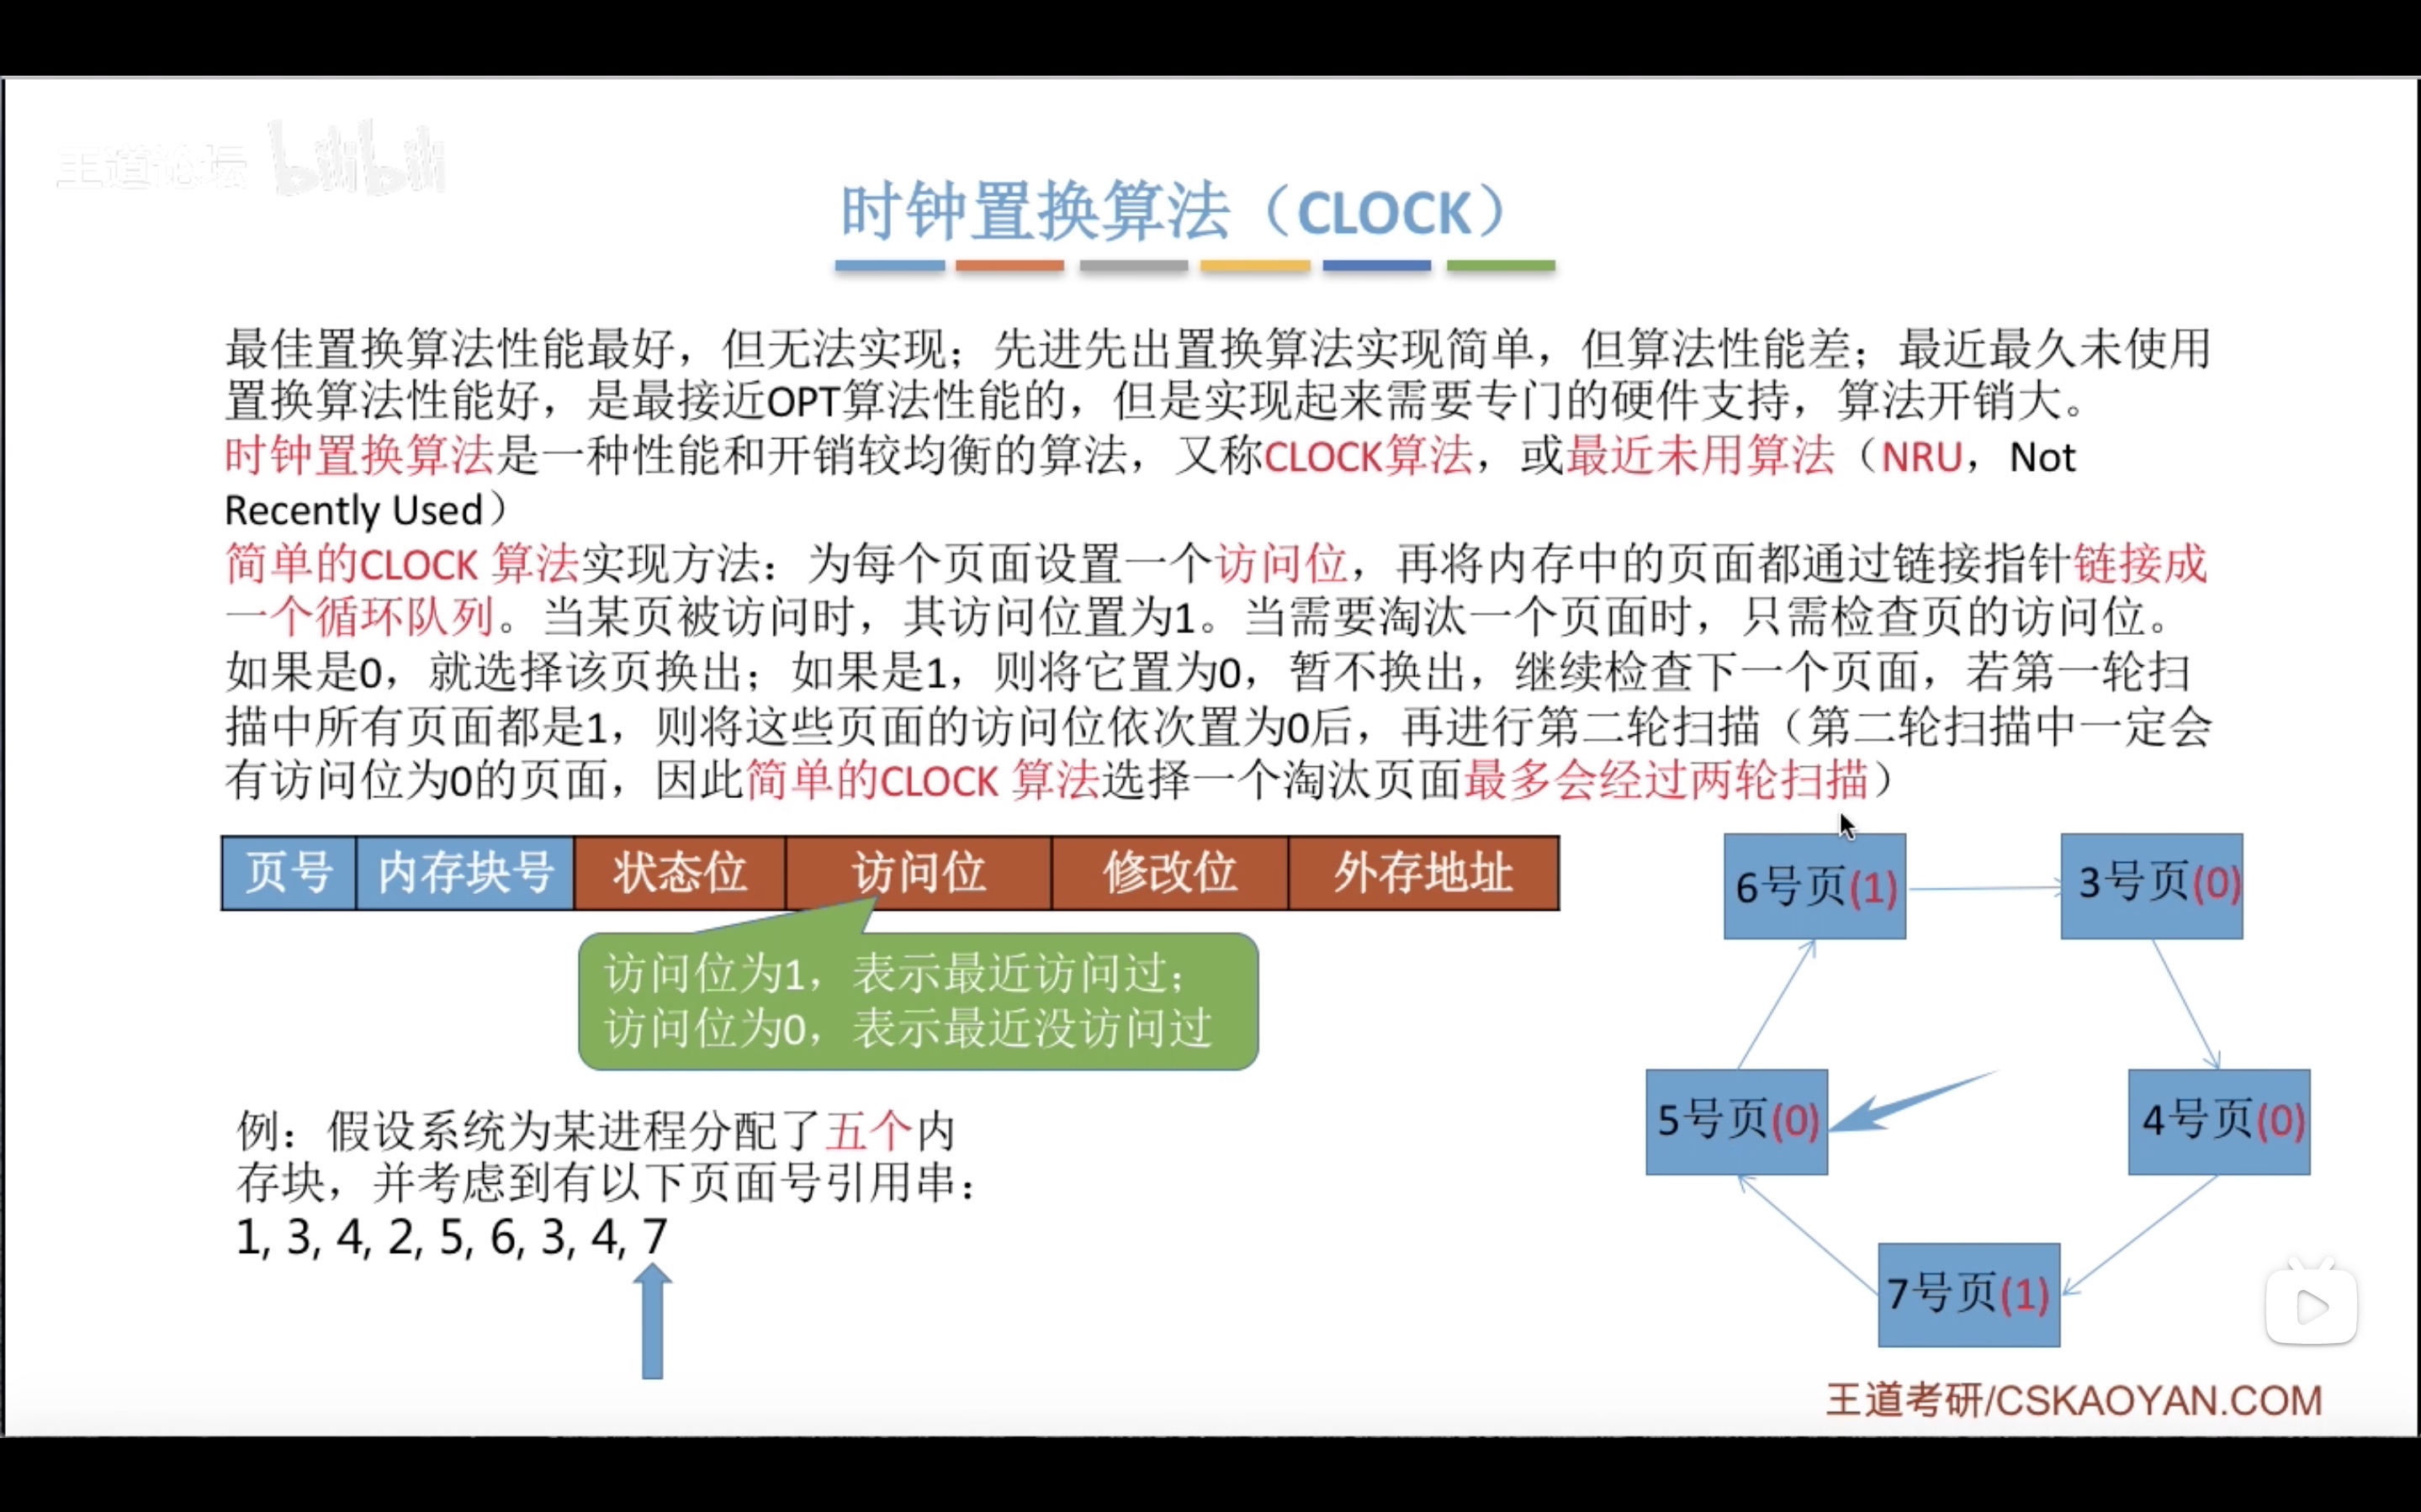 王道论坛 bilibili
时钟置换算法（CLOCK）
最佳置换算法性能最好，但无法实现；先进先出置换算法实现简单，但算法性能差；最近最久未使用
置换算法性能好，是最接近OPT算法性能的，但是实现起来需要专门的硬件支持，算法开销大。
时钟置换算法是一种性能和开销较均衡的算法，又称CLOCK算法，或最近未用算法（NRU，Not
Recently Used）
简单的CLOCK 算法实现方法：为每个页面设置一个访问位，再将内存中的页面都通过链接指针链接成
一个循环队列。当某页被访问时，其访问位置为1。当需要淘汰一个页面时，只需检查页的访问位。
如果是0，就选择该页换出；如果是1，则将它置为0，暂不换出，继续检查下一个页面，若第一轮扫
描中所有页面都是1，则将这些页面的访问位依次置为0后，再进行第二轮扫描（第二轮扫描中一定会
有访问位为0的页面，因此简单的CLOCK 算法选择一个淘汰页面最多会经过两轮扫描）
页号 内存块号 状态位 访问位 修改位 外存地址
访问位为1，表示最近访问过；
访问位为0，表示最近没访问过
例：假设系统为某进程分配了五个内
存块，并考虑到有以下页面号引用串：
1, 3, 4, 2, 5, 6, 3, 4, 7
6号页(1)
3号页(0)
5号页(0)
4号页(0)
7号页(1)
王道考研/CSKAOYAN.COM